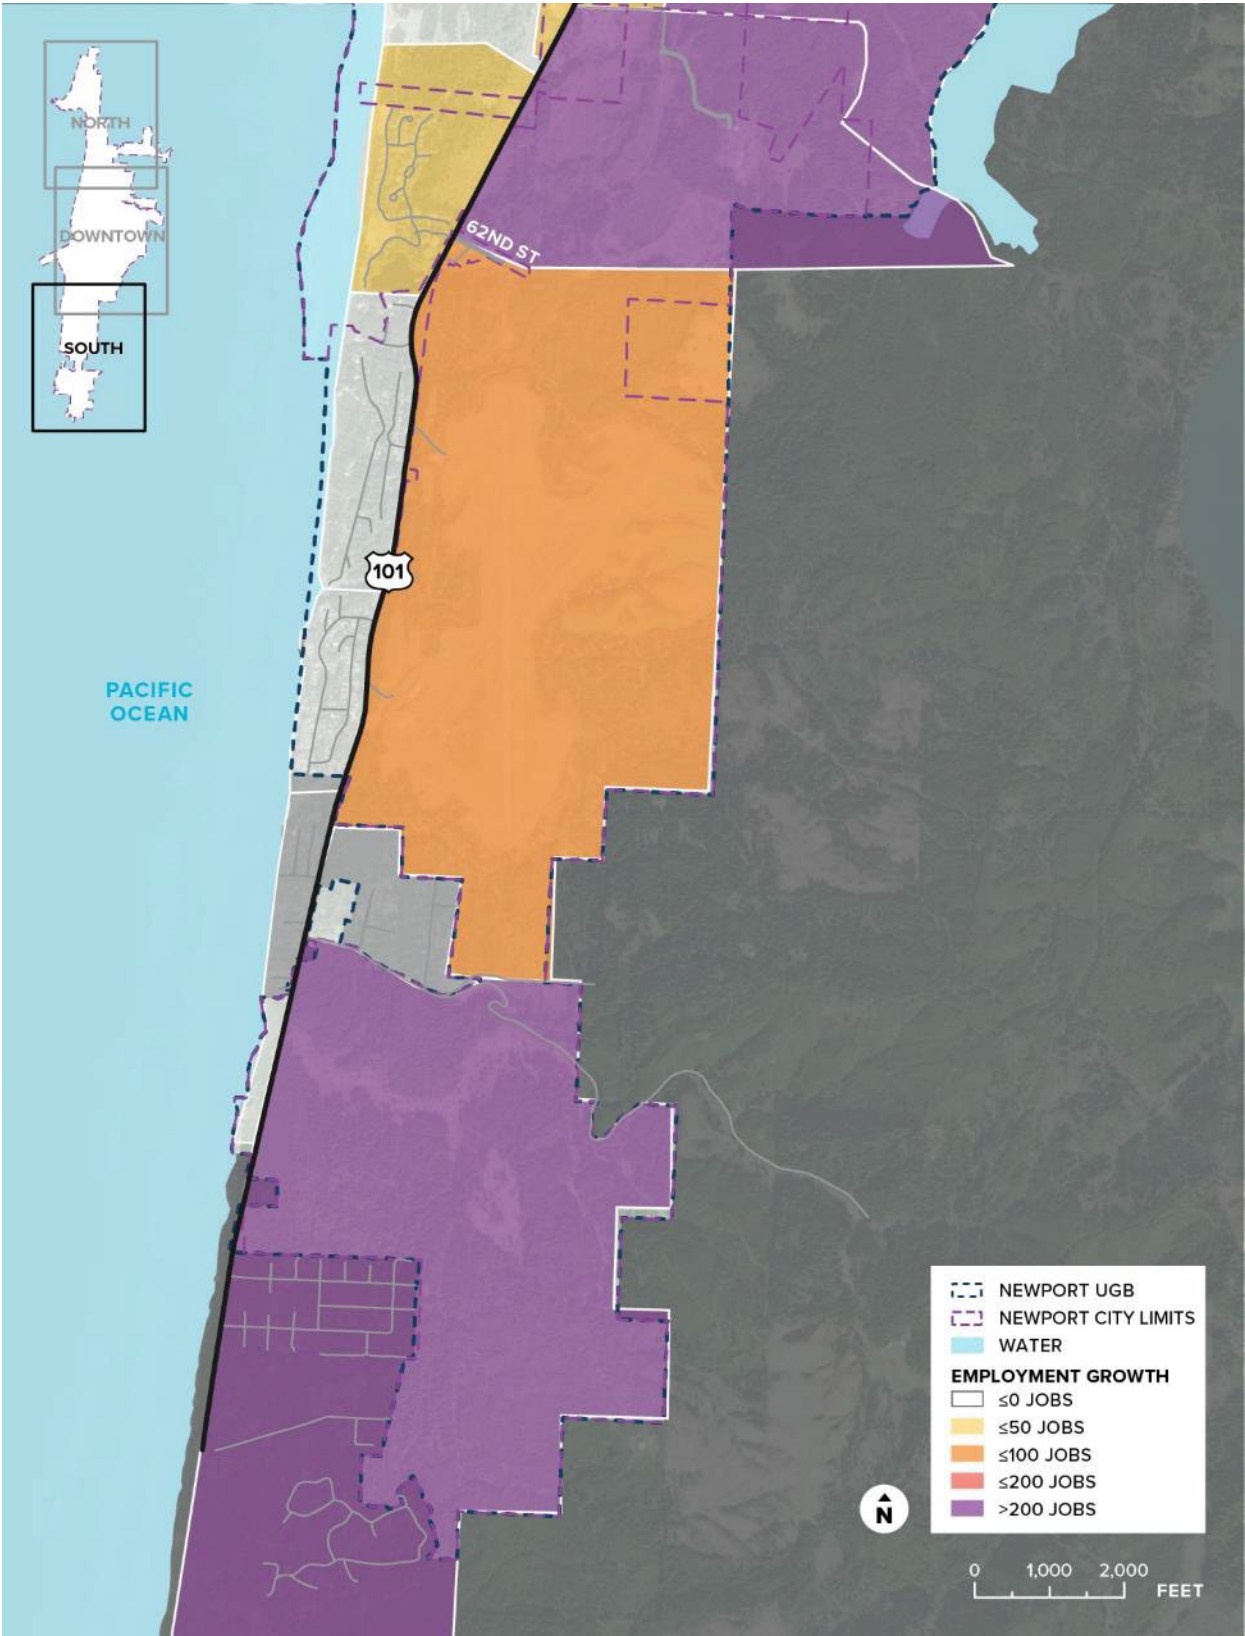 NORTH
DOWNTOWN
SOUTH
62ND ST
101
PACIFIC
OCEAN
NEWPORT UGB
NEWPORT CITY LIMITS
WATER
EMPLOYMENT GROWTH
≤0 JOBS
≤50 JOBS
≤100 JOBS
≤200 JOBS
>200 JOBS
N
0 1,000 2,000
FEET